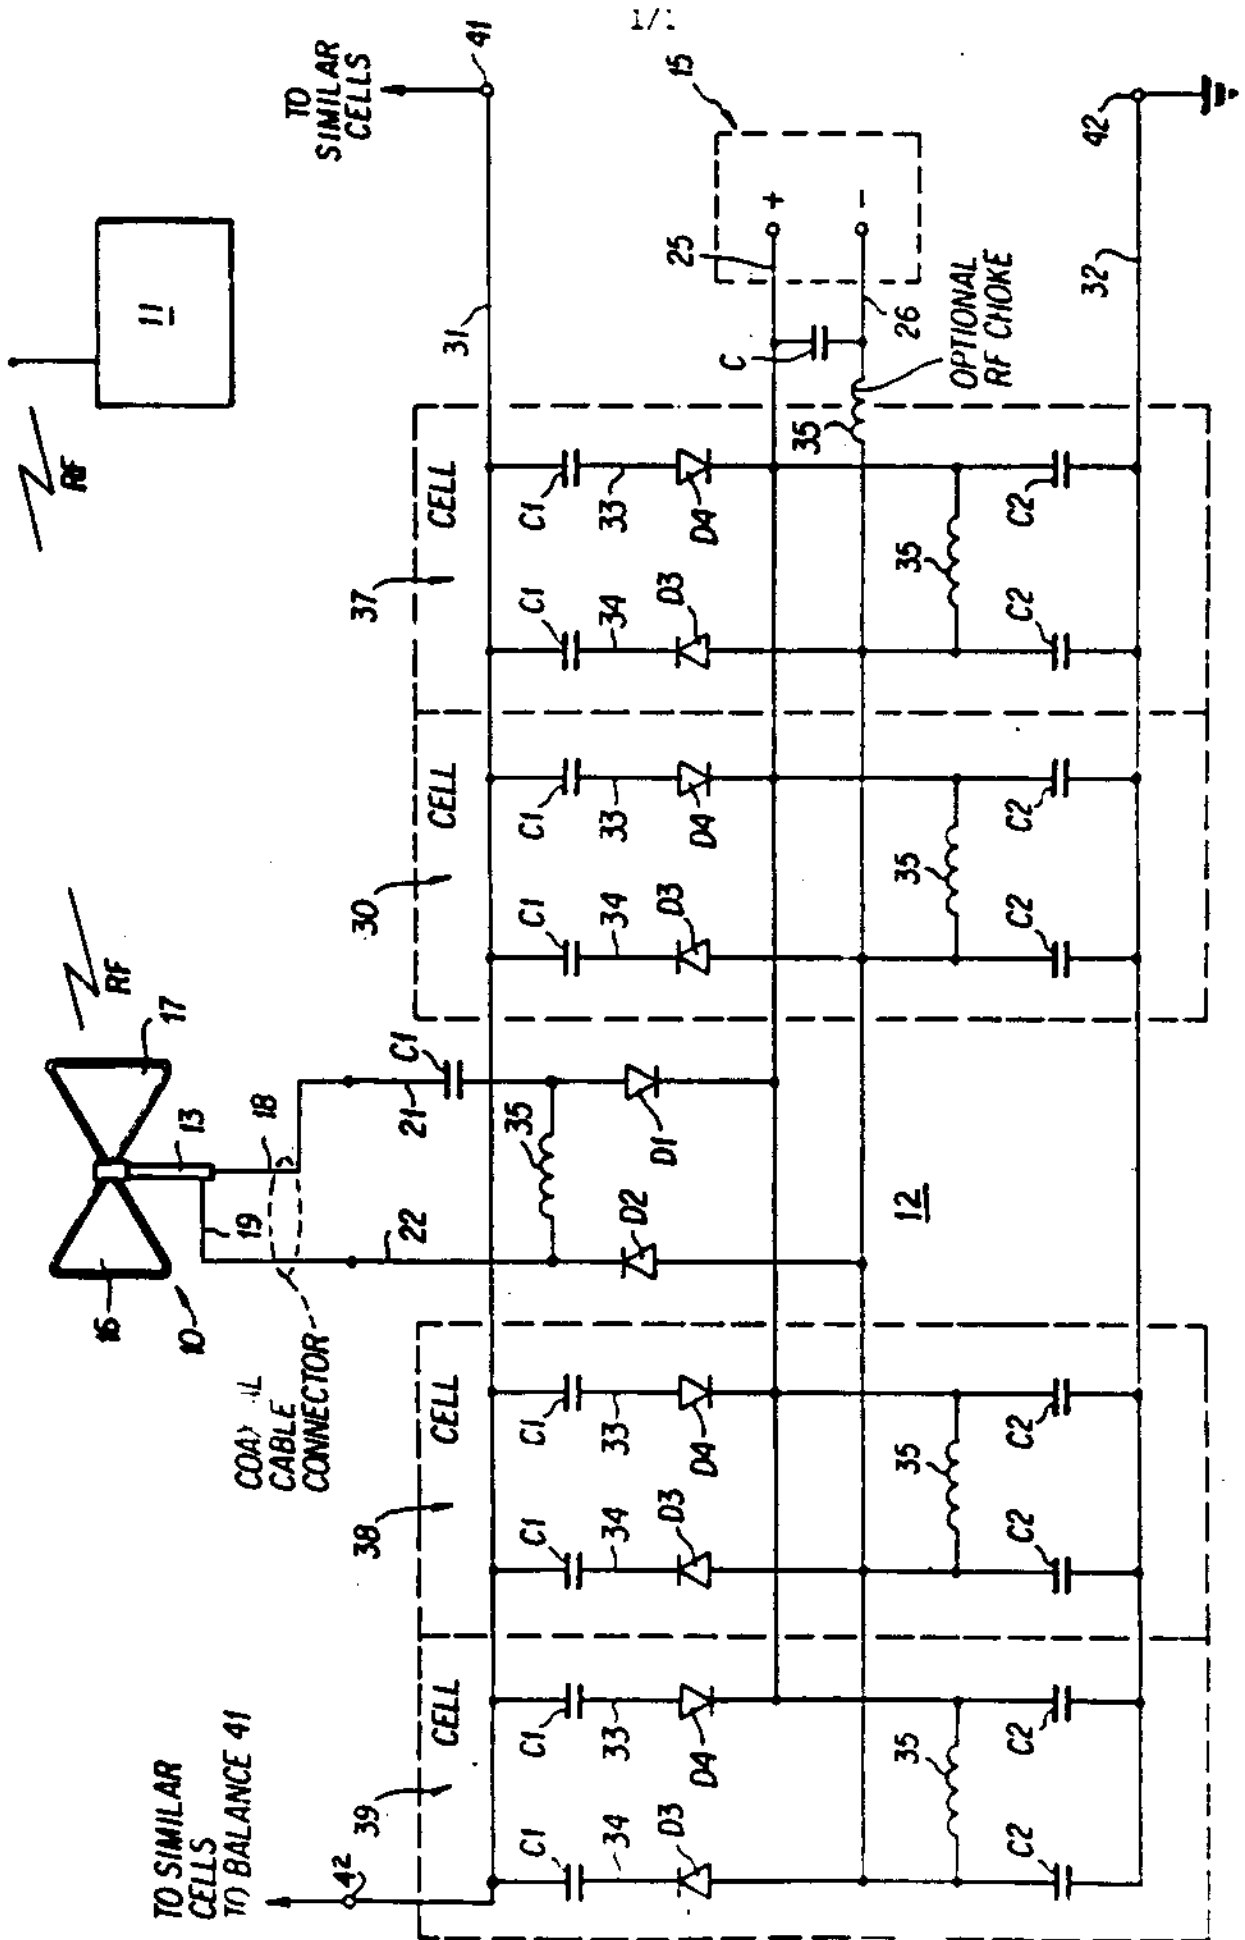 1/1
TO SIMILAR
CELLS
TO BALANCE 41
42
COAXIAL
CABLE
CONNECTOR
10
16
19
13
18
17
RF
RF
11
TO
SIMILAR
CELLS
41
22
21
C1
35
D2
D1
12
31
39
CELL
C1
C1
34
33
D3
D4
35
C2
C2
38
CELL
C1
C1
34
33
D3
D4
35
C2
C2
30
CELL
C1
C1
34
33
D3
D4
35
C2
C2
37
CELL
C1
C1
34
33
D3
D4
35
C2
C2
35
C
25
26
15
+
-
OPTIONAL
RF CHOKE
32
42